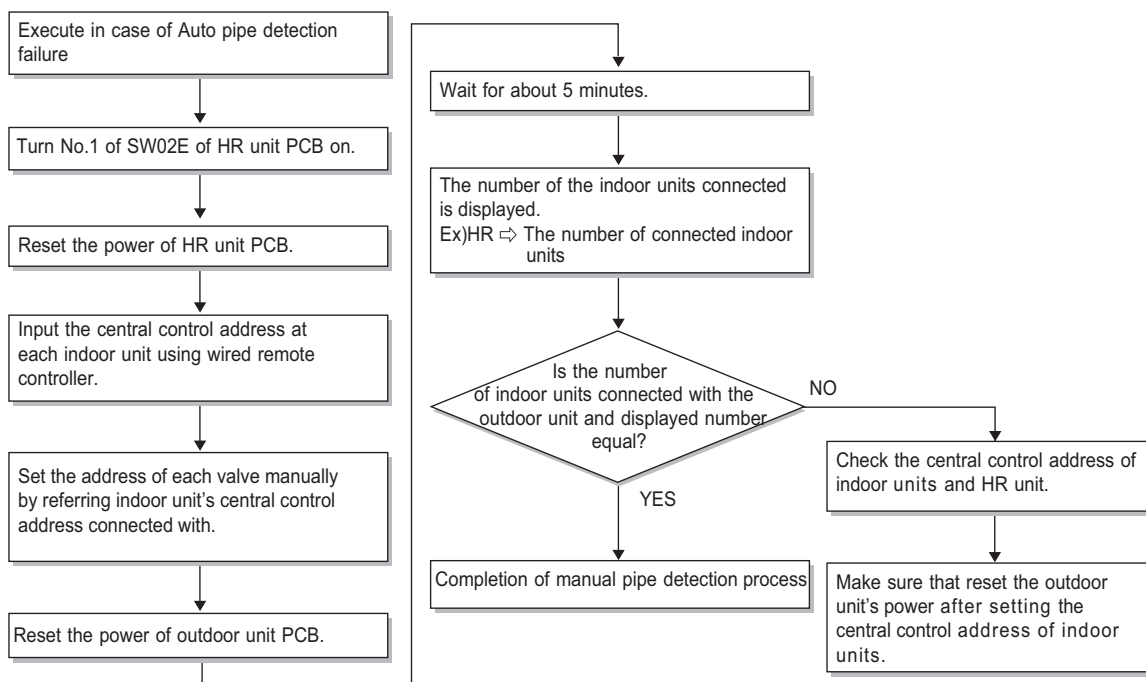 Execute in case of Auto pipe detection
failure
Turn No.1 of SW02E of HR unit PCB on.
Reset the power of HR unit PCB.
Input the central control address at
each indoor unit using wired remote
controller.
Set the address of each valve manually
by referring indoor unit's central control
address connected with.
Reset the power of outdoor unit PCB.
Wait for about 5 minutes.
The number of the indoor units connected
is displayed.
Ex)HR ⇨ The number of connected indoor
units
Is the number
of indoor units connected with the
outdoor unit and displayed number
equal?
NO
YES
Completion of manual pipe detection process
Check the central control address of
indoor units and HR unit.
Make sure that reset the outdoor
unit's power after setting the
central control address of indoor
units.